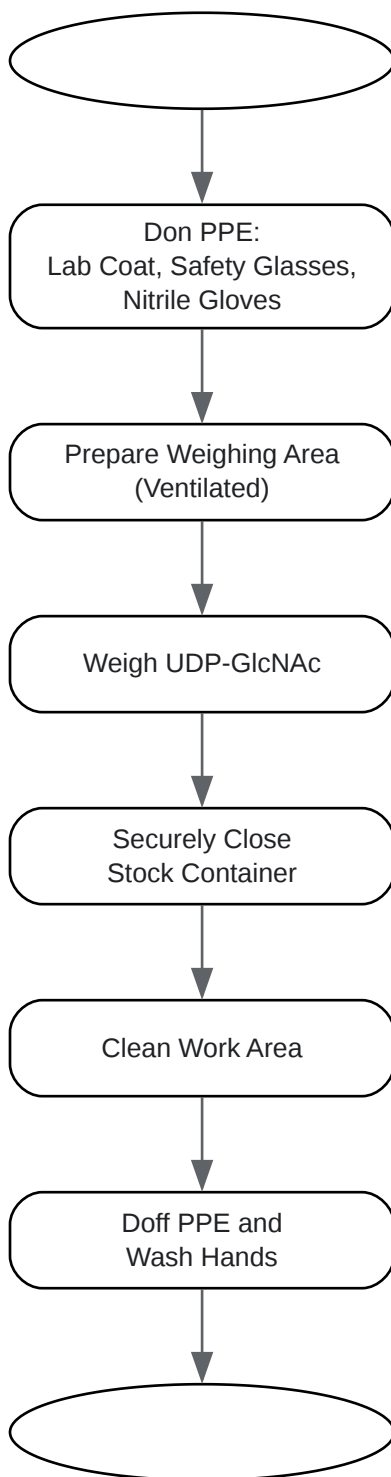 Don PPE:
Lab Coat, Safety Glasses,
Nitrile Gloves
Prepare Weighing Area
(Ventilated)
Weigh UDP-GlcNAc
Securely Close
Stock Container
Clean Work Area
Doff PPE and
Wash Hands